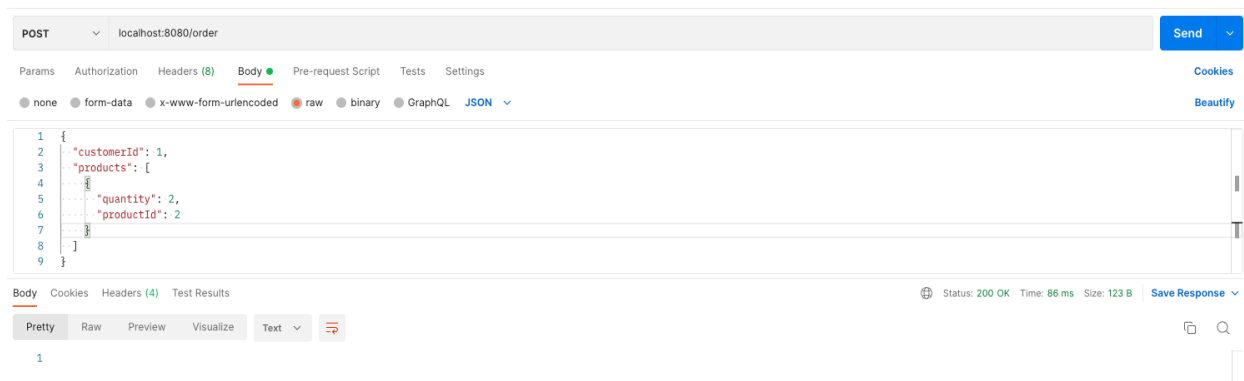 POST localhost:8080/order Send
Params Authorization Headers (8) Body Pre-request Script Tests Settings Cookies
none form-data x-www-form-urlencoded raw binary GraphQL JSON Beautify
1 {
2 "customerId": 1,
3 "products": [
4 {
5 "quantity": 2,
6 "productId": 2
7 }
8 ]
9 }
Body Cookies Headers (4) Test Results Status: 200 OK Time: 86 ms Size: 123 B Save Response
Pretty Raw Preview Visualize Text
1